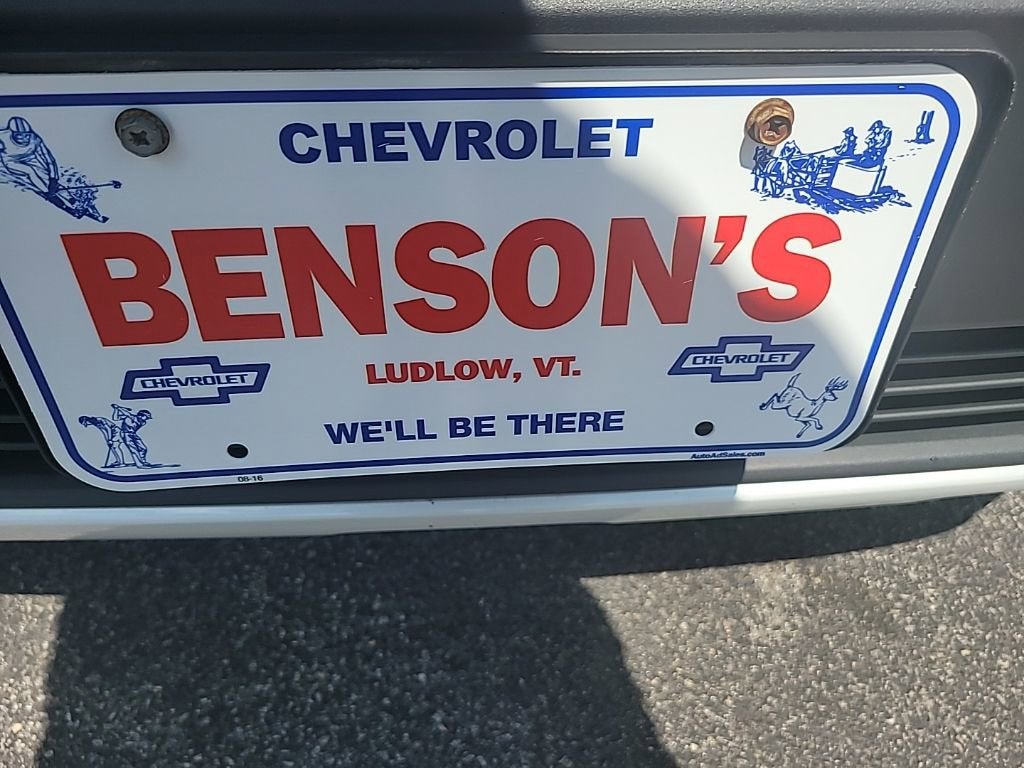 CHEVROLET
BENSON'S
CHEVROLET
LUDLOW, VT.
CHEVROLET
WE'LL BE THERE
08-16
AutoAdSales.com